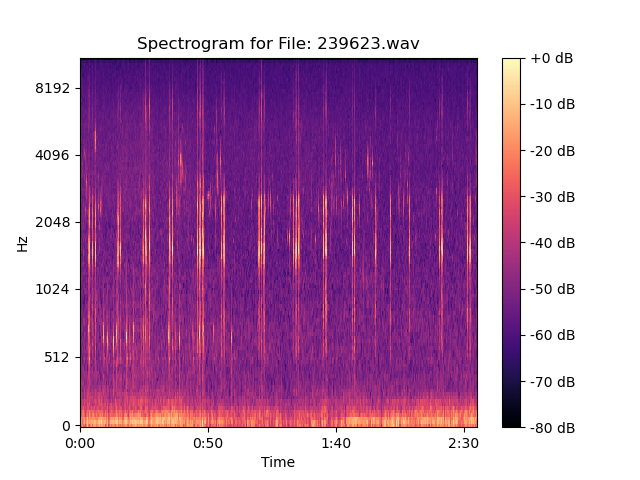 Spectrogram for File: 239623.wav
+0 dB
8192
-10 dB
4096
-20 dB
-30 dB
2048
Hz
-40 dB
1024
-50 dB
512
-60 dB
-70 dB
0
-80 dB
0:00 0:50 1:40 2:30
Time